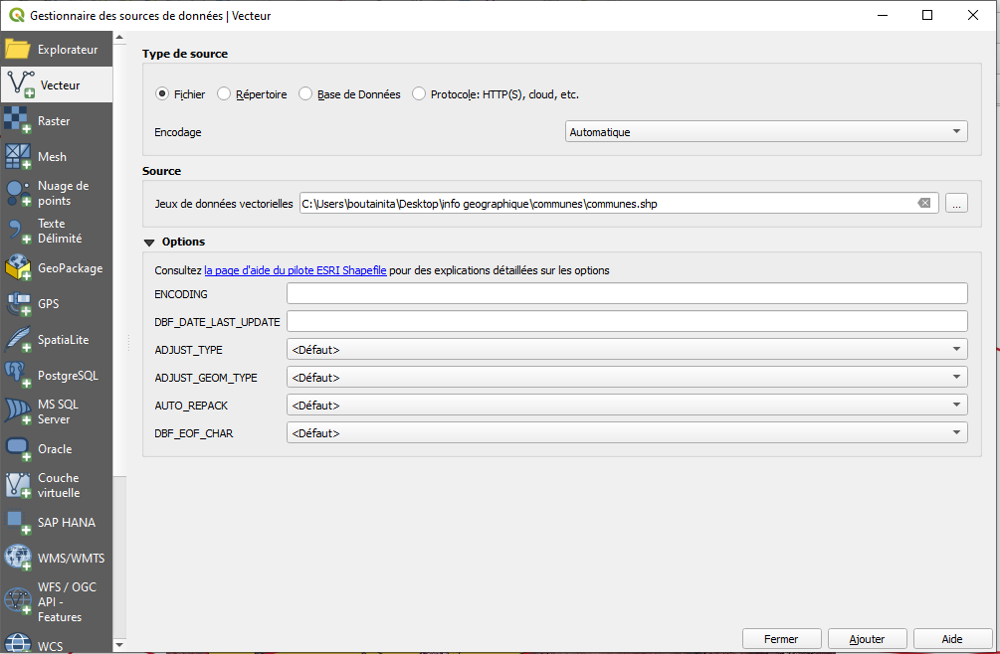 Gestionnaire des sources de données | Vecteur
Explorateur
Vecteur
Raster
Mesh
Nuage de
points
Texte
Délimité
GeoPackage
GPS
SpatiaLite
PostgreSQL
MS SQL
Server
Oracle
Couche
virtuelle
SAP HANA
WMS/WMTS
WFS / OGC
API -
Features
WCS
Type de source
Fichier Répertoire Base de Données Protocole: HTTP(S), cloud, etc.
Encodage Automatique
Source
Jeux de données vectorielles C:\Users\boutainita\Desktop\info geographique\communes\communes.shp ...
Options
Consultez la page d'aide du pilote ESRI Shapefile pour des explications détaillées sur les options
ENCODING
DBF_DATE_LAST_UPDATE
ADJUST_TYPE <Défaut>
ADJUST_GEOM_TYPE <Défaut>
AUTO_REPACK <Défaut>
DBF_EOF_CHAR <Défaut>
Fermer Ajouter Aide